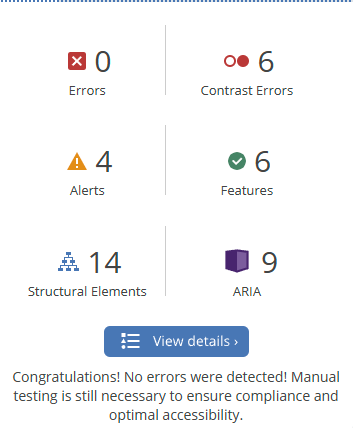 0
Errors
6
Contrast Errors
4
Alerts
6
Features
14
Structural Elements
9
ARIA
View details ›
Congratulations! No errors were detected! Manual
testing is still necessary to ensure compliance and
optimal accessibility.